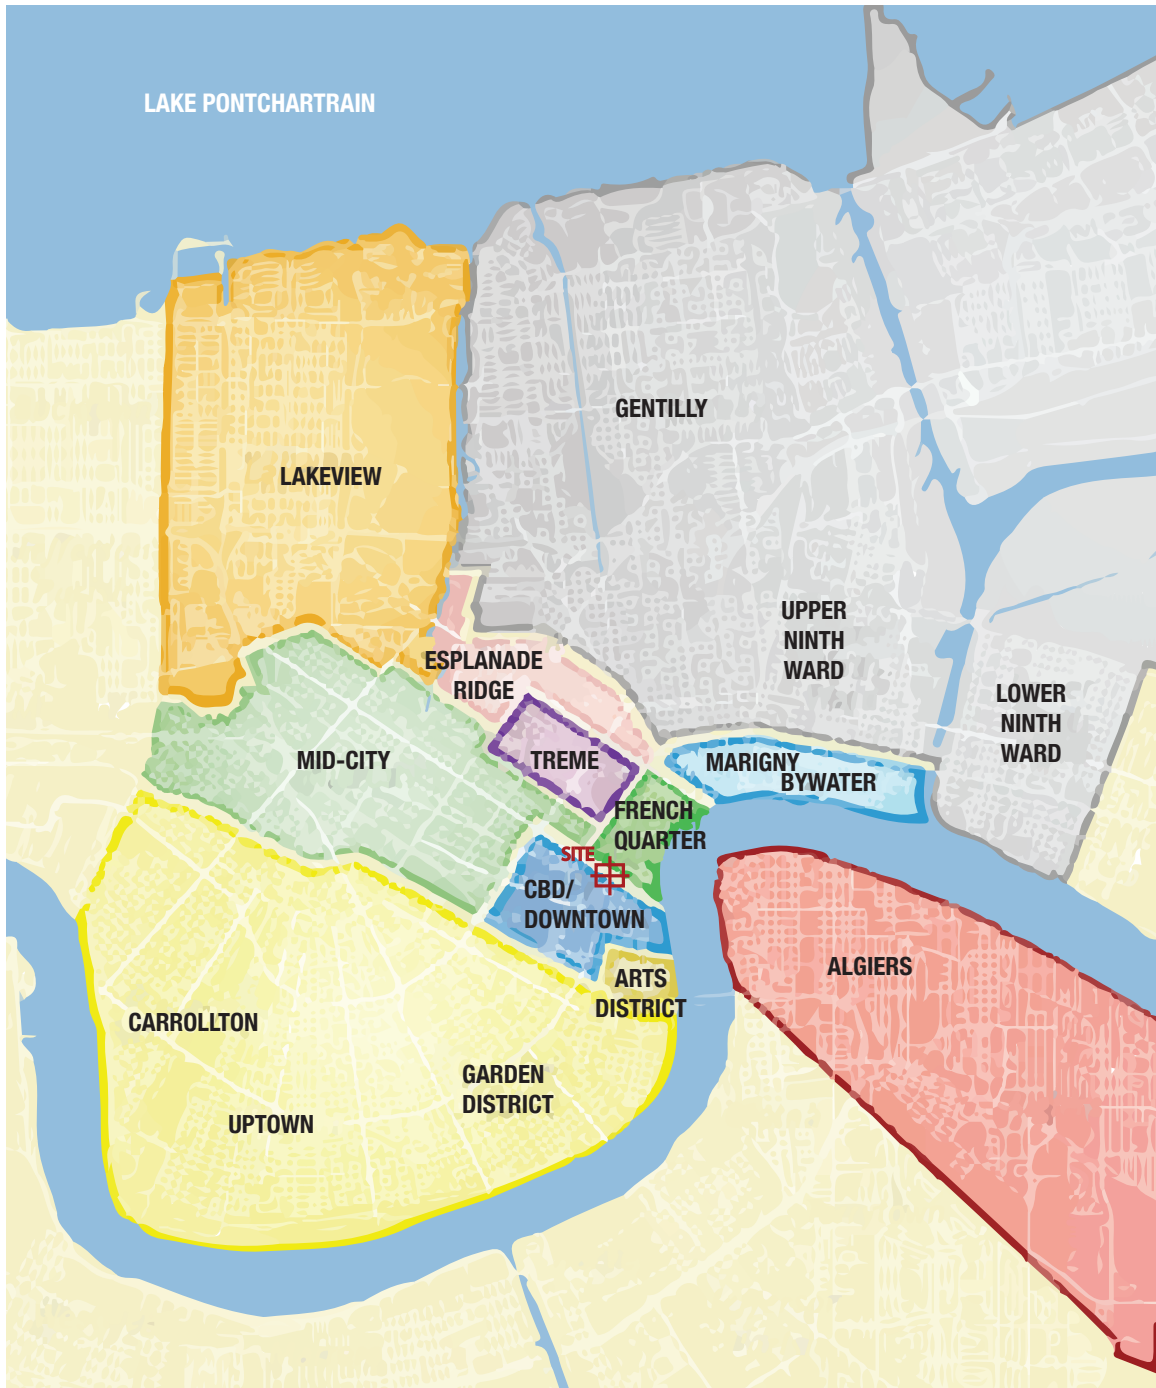 LAKE PONTCHARTRAIN
GENTILLY
LAKEVIEW
UPPER
NINTH
WARD
ESPLANADE
RIDGE
LOWER
NINTH
WARD
MID-CITY
TREME
MARIGNY
BYWATER
FRENCH
QUARTER
SITE
CBD/
DOWNTOWN
ALGIERS
ARTS
DISTRICT
CARROLLTON
GARDEN
DISTRICT
UPTOWN